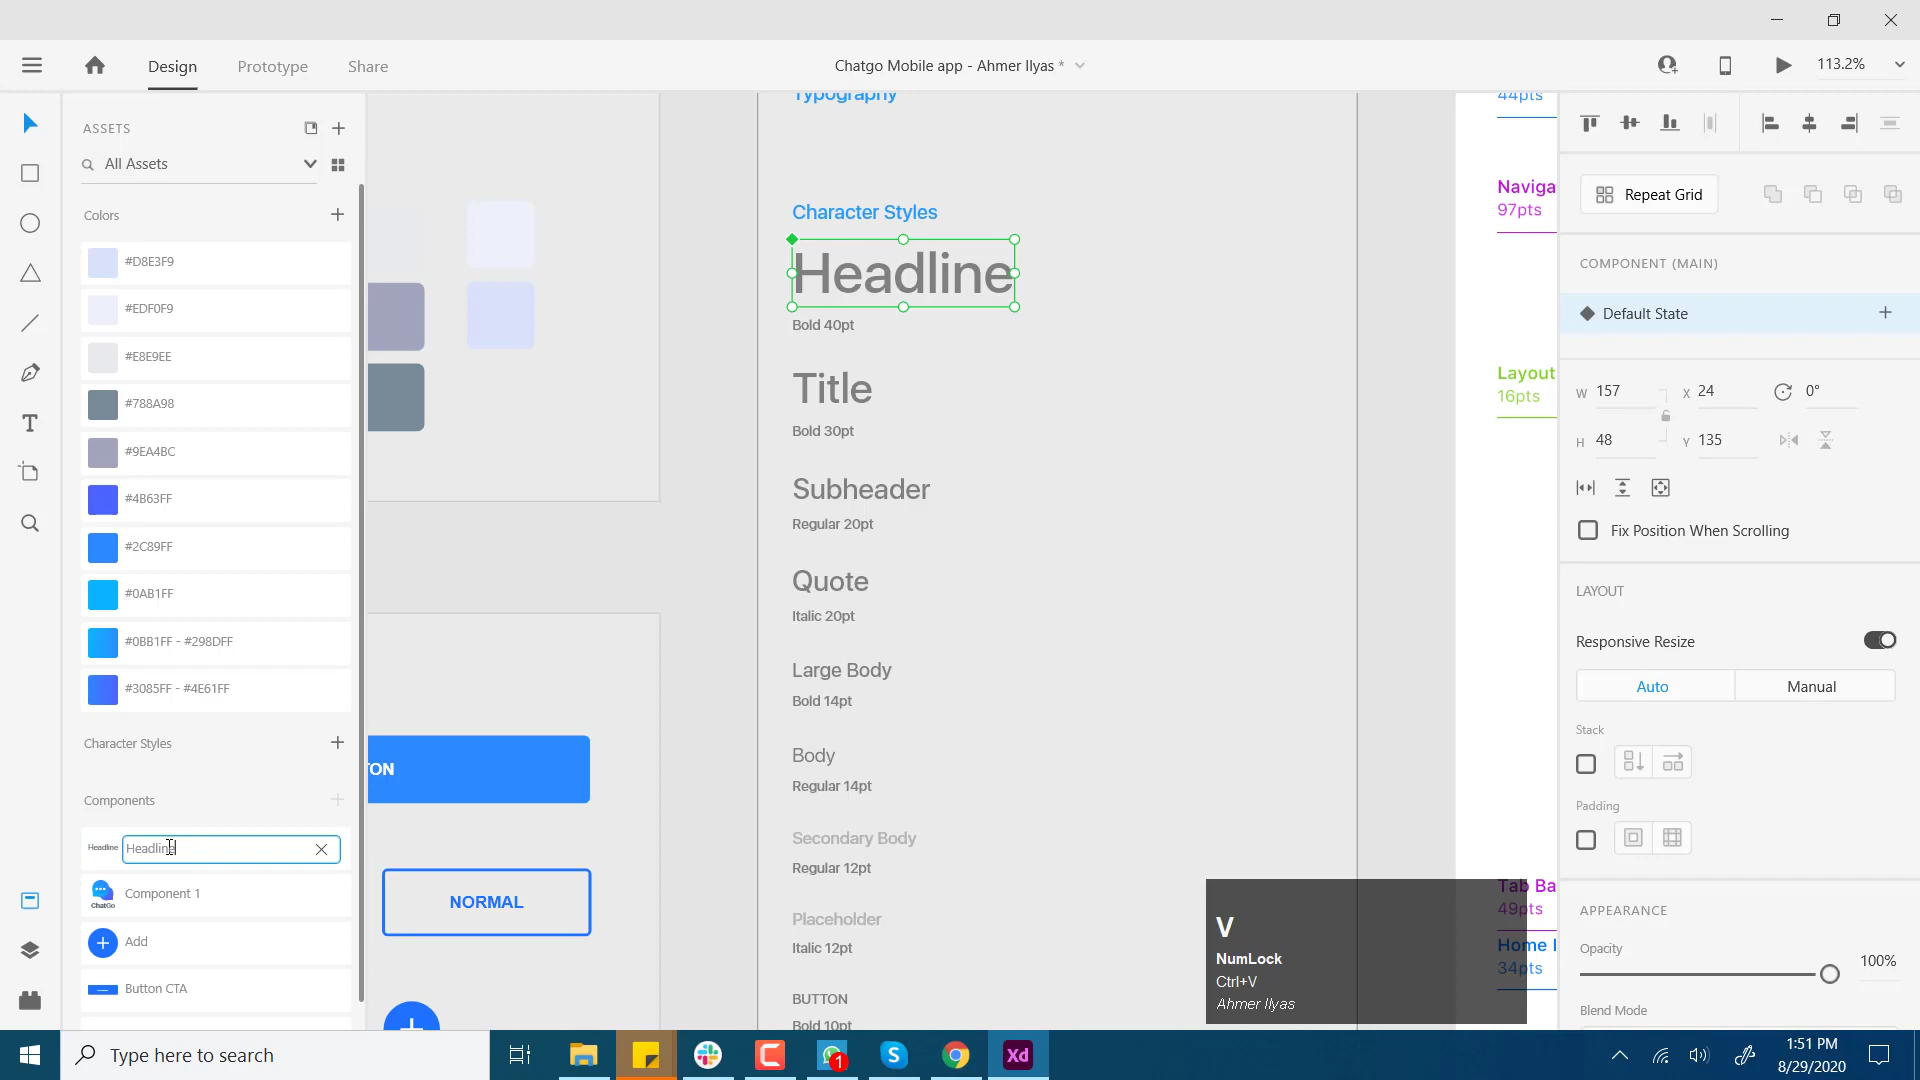 Design
Prototype
Share
Chatgo Mobile app - Ahmer Ilyas *
113.2%
ASSETS
All Assets
Colors
#D8E3F9
#EDF0F9
#E8E9EE
#788A98
#9EA4BC
#4B63FF
#2C89FF
#0AB1FF
#0BB1FF - #298DFF
#3085FF - #4E61FF
Character Styles
Components
Headline
Headline
ChatGo
Component 1
Add
Button CTA
TON
NORMAL
Typography
Character Styles
Headline
Bold 40pt
Title
Bold 30pt
Subheader
Regular 20pt
Quote
Italic 20pt
Large Body
Bold 14pt
Body
Regular 14pt
Secondary Body
Regular 12pt
Placeholder
Italic 12pt
BUTTON
Bold 10pt
44pts
Naviga
97pts
Layout
16pts
Tab Ba
49pts
Home I
34pts
V
NumLock
Ctrl+V
Ahmer Ilyas
Repeat Grid
COMPONENT (MAIN)
Default State
W 157
X 24
0°
H 48
Y 135
Fix Position When Scrolling
LAYOUT
Responsive Resize
Auto
Manual
Stack
Padding
APPEARANCE
Opacity
100%
Blend Mode
Type here to search
1
Xd
1:51 PM
8/29/2020